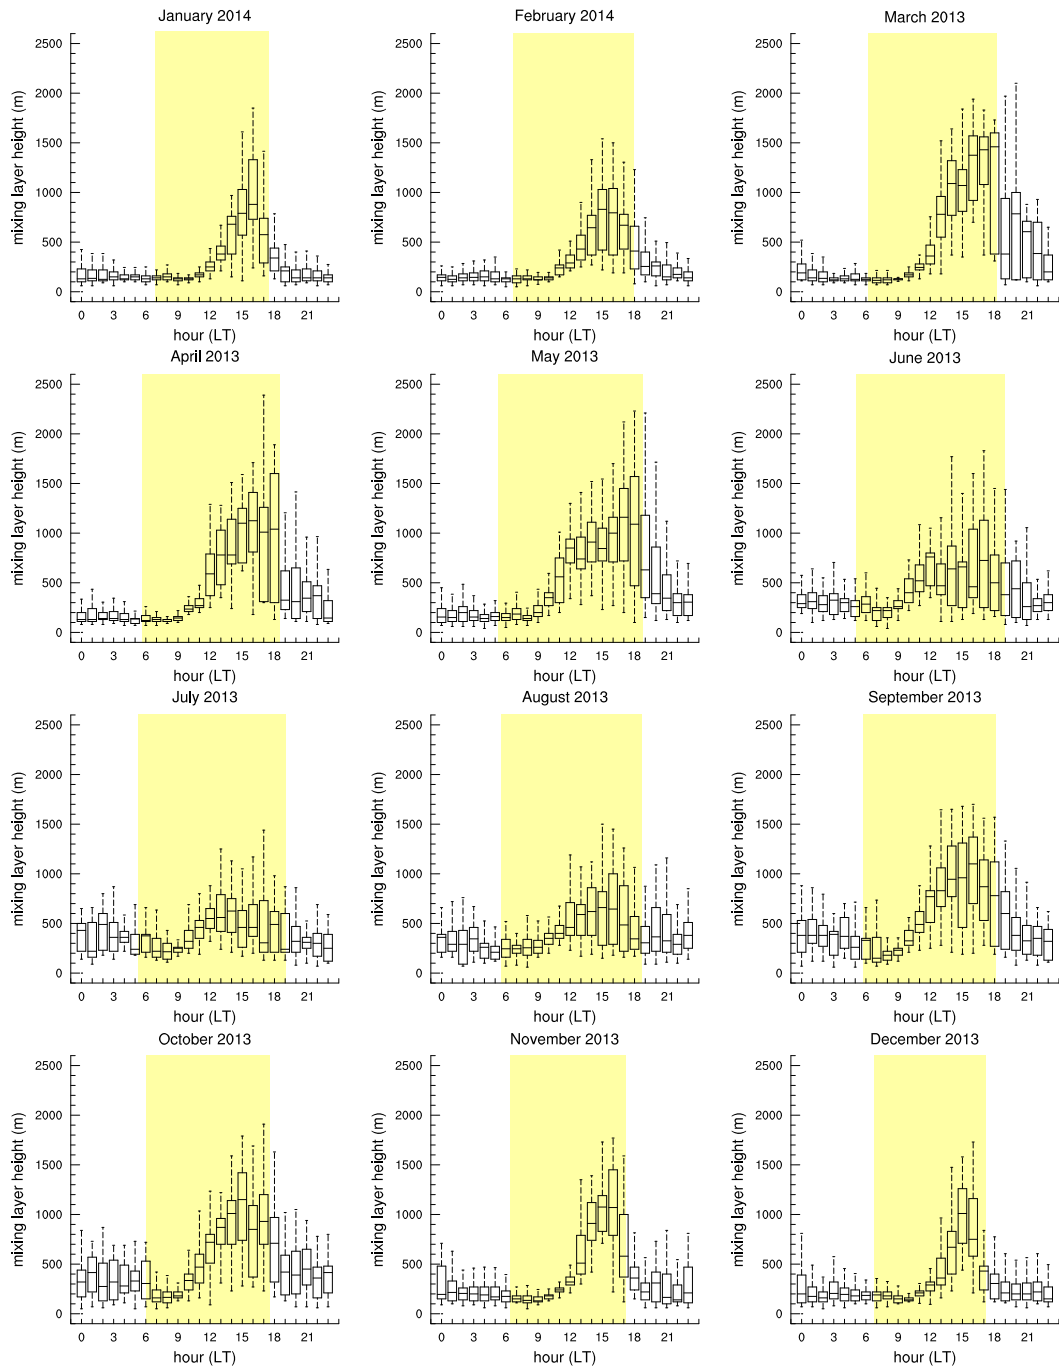 January 2014
February 2014
March 2013
mixing layer height (m)
2500
2000
1500
1000
500
0
0 3 6 9 12 15 18 21
hour (LT)
mixing layer height (m)
2500
2000
1500
1000
500
0
0 3 6 9 12 15 18 21
hour (LT)
mixing layer height (m)
2500
2000
1500
1000
500
0
0 3 6 9 12 15 18 21
hour (LT)
April 2013
May 2013
June 2013
mixing layer height (m)
2500
2000
1500
1000
500
0
0 3 6 9 12 15 18 21
hour (LT)
mixing layer height (m)
2500
2000
1500
1000
500
0
0 3 6 9 12 15 18 21
hour (LT)
mixing layer height (m)
2500
2000
1500
1000
500
0
0 3 6 9 12 15 18 21
hour (LT)
July 2013
August 2013
September 2013
mixing layer height (m)
2500
2000
1500
1000
500
0
0 3 6 9 12 15 18 21
hour (LT)
mixing layer height (m)
2500
2000
1500
1000
500
0
0 3 6 9 12 15 18 21
hour (LT)
mixing layer height (m)
2500
2000
1500
1000
500
0
0 3 6 9 12 15 18 21
hour (LT)
October 2013
November 2013
December 2013
mixing layer height (m)
2500
2000
1500
1000
500
0
0 3 6 9 12 15 18 21
hour (LT)
mixing layer height (m)
2500
2000
1500
1000
500
0
0 3 6 9 12 15 18 21
hour (LT)
mixing layer height (m)
2500
2000
1500
1000
500
0
0 3 6 9 12 15 18 21
hour (LT)